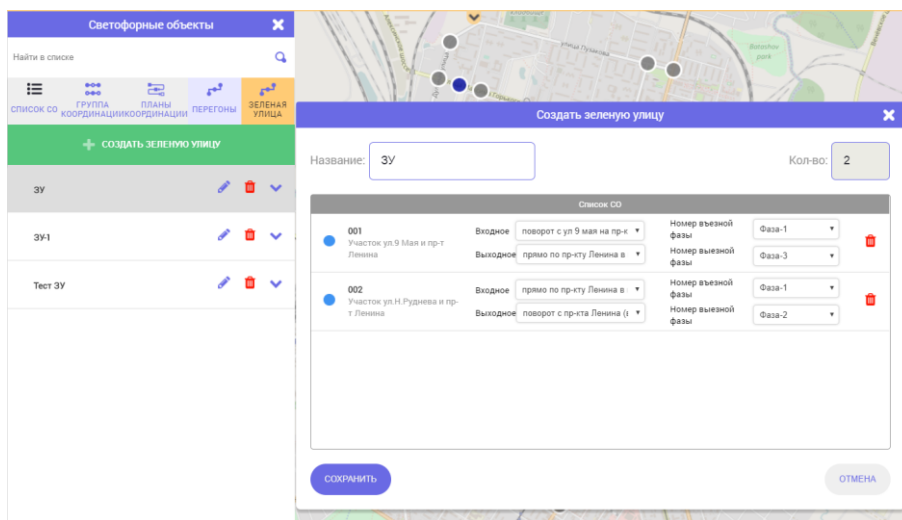 Светофорные объекты
Найти в списке
СПИСОК СО
ГРУППА КООРДИНАЦИИ
ПЛАНЫ КООРДИНАЦИИ
ПЕРЕГОНЫ
ЗЕЛЕНАЯ УЛИЦА
СОЗДАТЬ ЗЕЛЕНУЮ УЛИЦУ
ЗУ
ЗУ-1
Тест ЗУ
улица Пузакова
Batashov park
Создать зеленую улицу
Название: ЗУ
Кол-во: 2
Список СО
001
Участок ул.9 Мая и пр-т Ленина
Входное поворот с ул 9 мая на пр-к
Выходное прямо по пр-кту Ленина в
Номер въезной фазы Фаза-1
Номер выезной фазы Фаза-3
002
Участок ул.Н.Руднева и пр-т Ленина
Входное прямо по пр-кту Ленина в
Выходное поворот с пр-кта Ленина (
Номер въезной фазы Фаза-1
Номер выезной фазы Фаза-2
СОХРАНИТЬ
ОТМЕНА